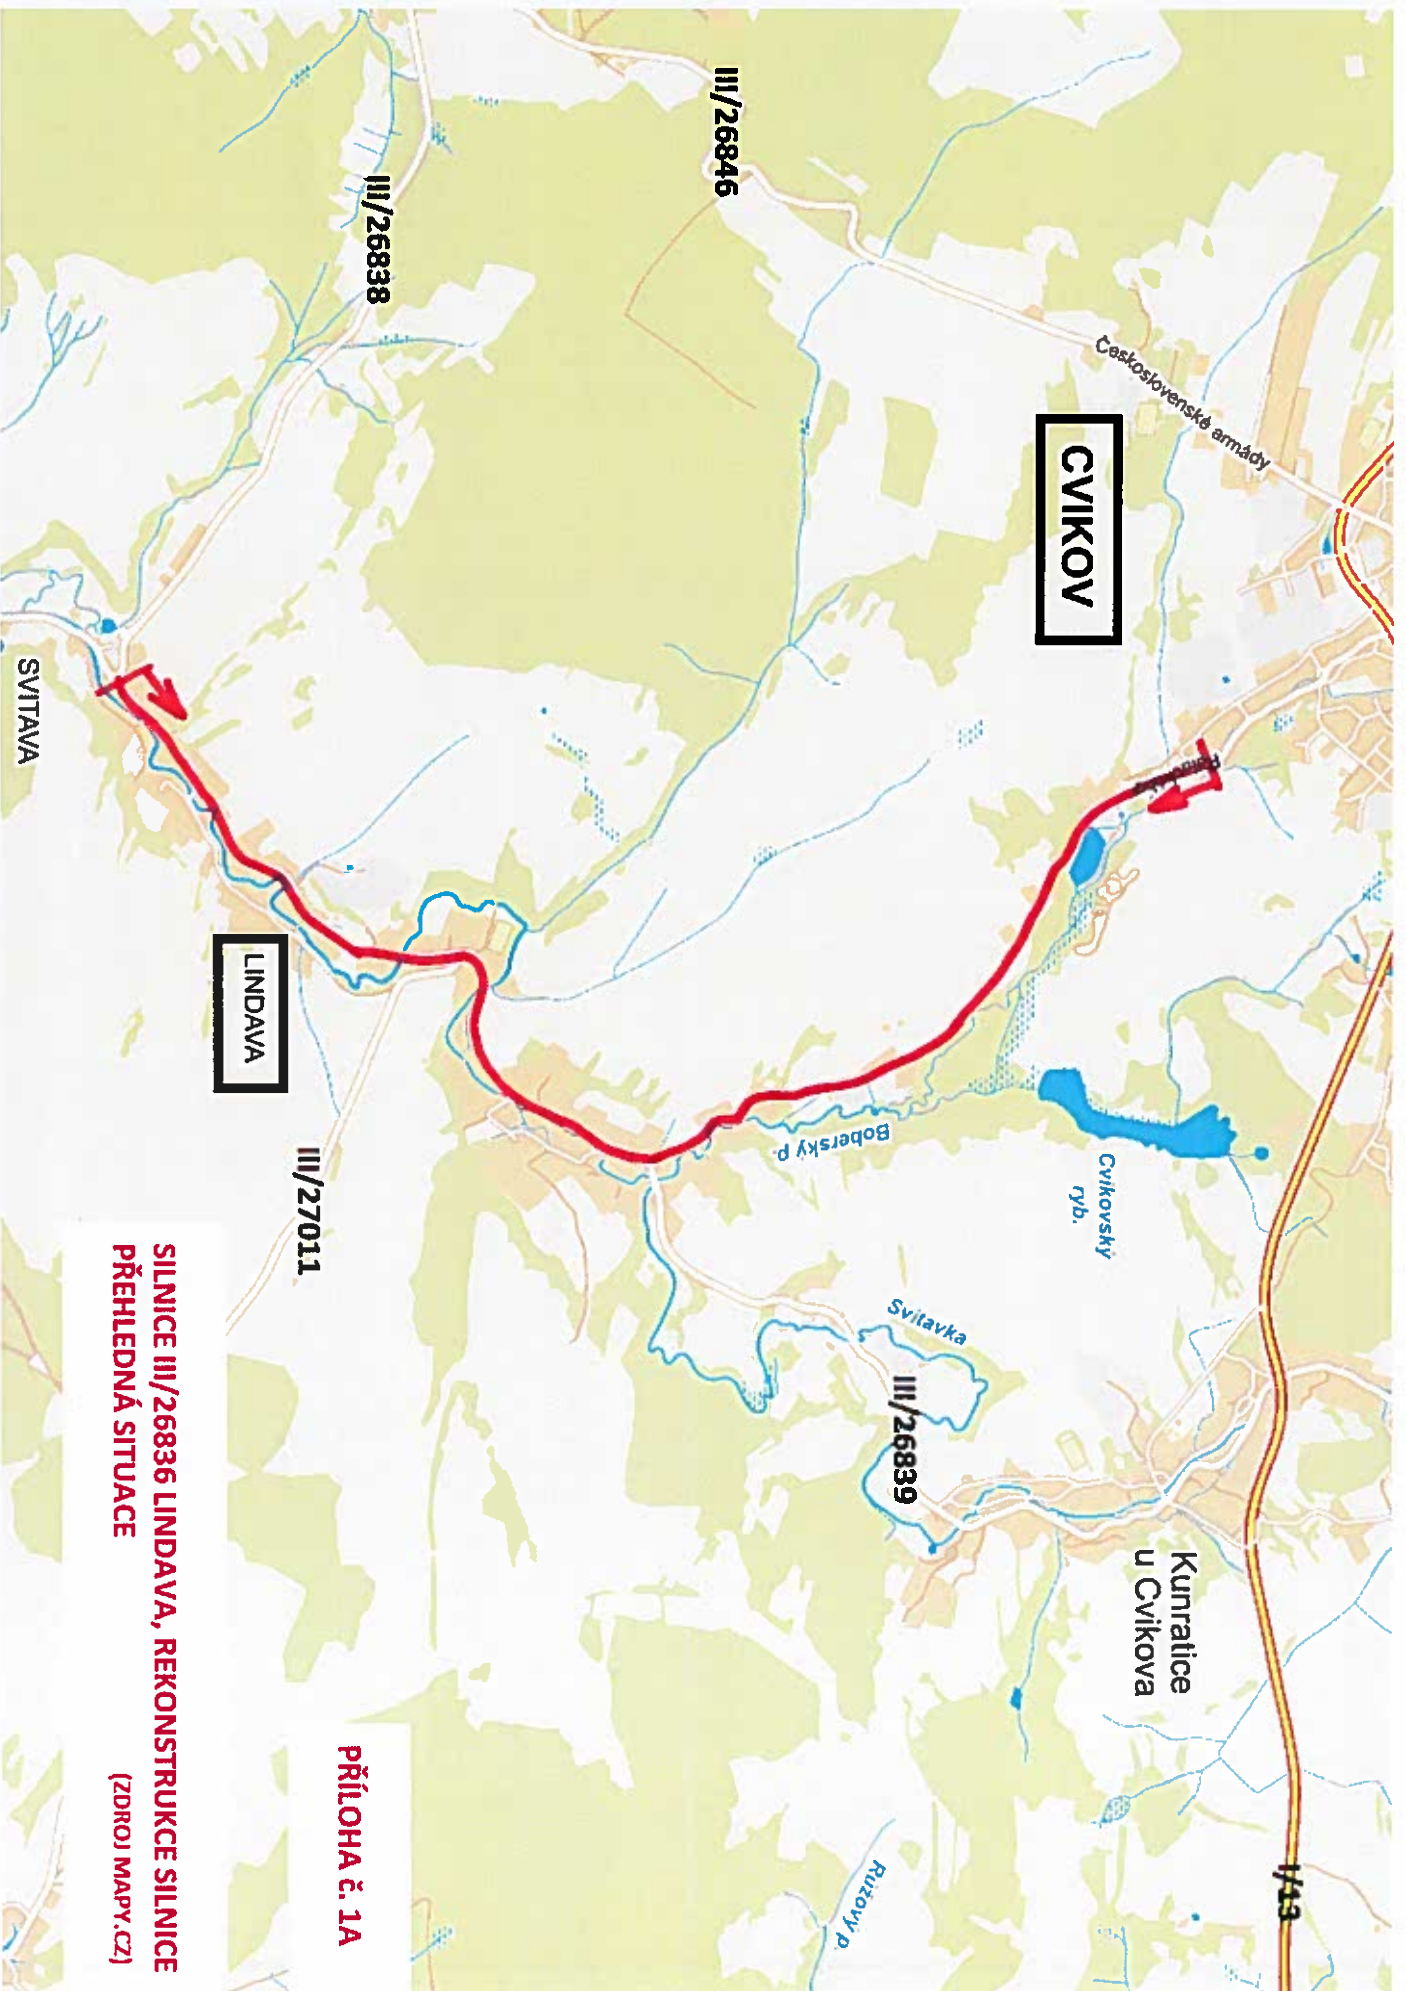 III/26846
III/26838
Československé armády
CVIKOV
SVITAVA
LINDAVA
Boberský p.
Cvikovský
ryb.
III/27011
Svitavka
III/26839
Kunratice
u Cvikova
I/13
Růžový p.
PŘÍLOHA č. 1A
SILNICE III/26836 LINDAVA, REKONSTRUKCE SILNICE
PŘEHLEDNÁ SITUACE
(ZDROJ MAPY.CZ)